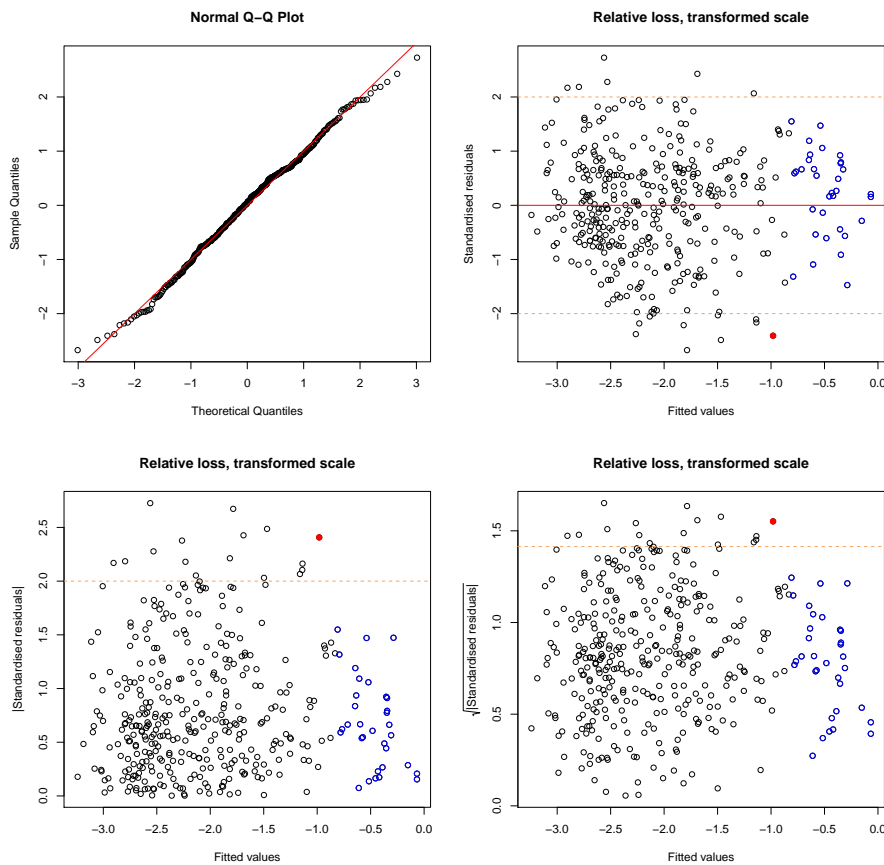 Normal Q−Q Plot
Sample Quantiles
2
1
0
−1
−2
−3 −2 −1 0 1 2 3
Theoretical Quantiles
Relative loss, transformed scale
Standardised residuals
2
1
0
−1
−2
−3.0 −2.5 −2.0 −1.5 −1.0 −0.5 0.0
Fitted values
Relative loss, transformed scale
|Standardised residuals|
2.5
2.0
1.5
1.0
0.5
0.0
−3.0 −2.5 −2.0 −1.5 −1.0 −0.5 0.0
Fitted values
Relative loss, transformed scale
√|Standardised residuals|
1.5
1.0
0.5
0.0
−3.0 −2.5 −2.0 −1.5 −1.0 −0.5 0.0
Fitted values